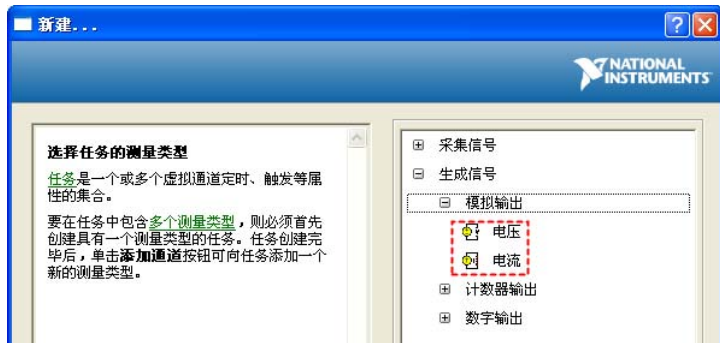 新建...
NATIONAL
INSTRUMENTS
选择任务的测量类型
任务是一个或多个虚拟通道定时、触发等属
性的集合。
要在任务中包含多个测量类型，则必须首先
创建具有一个测量类型的任务。任务创建完
毕后，单击添加通道按钮可向任务添加一个
新的测量类型。
采集信号
生成信号
模拟输出
电压
电流
计数器输出
数字输出